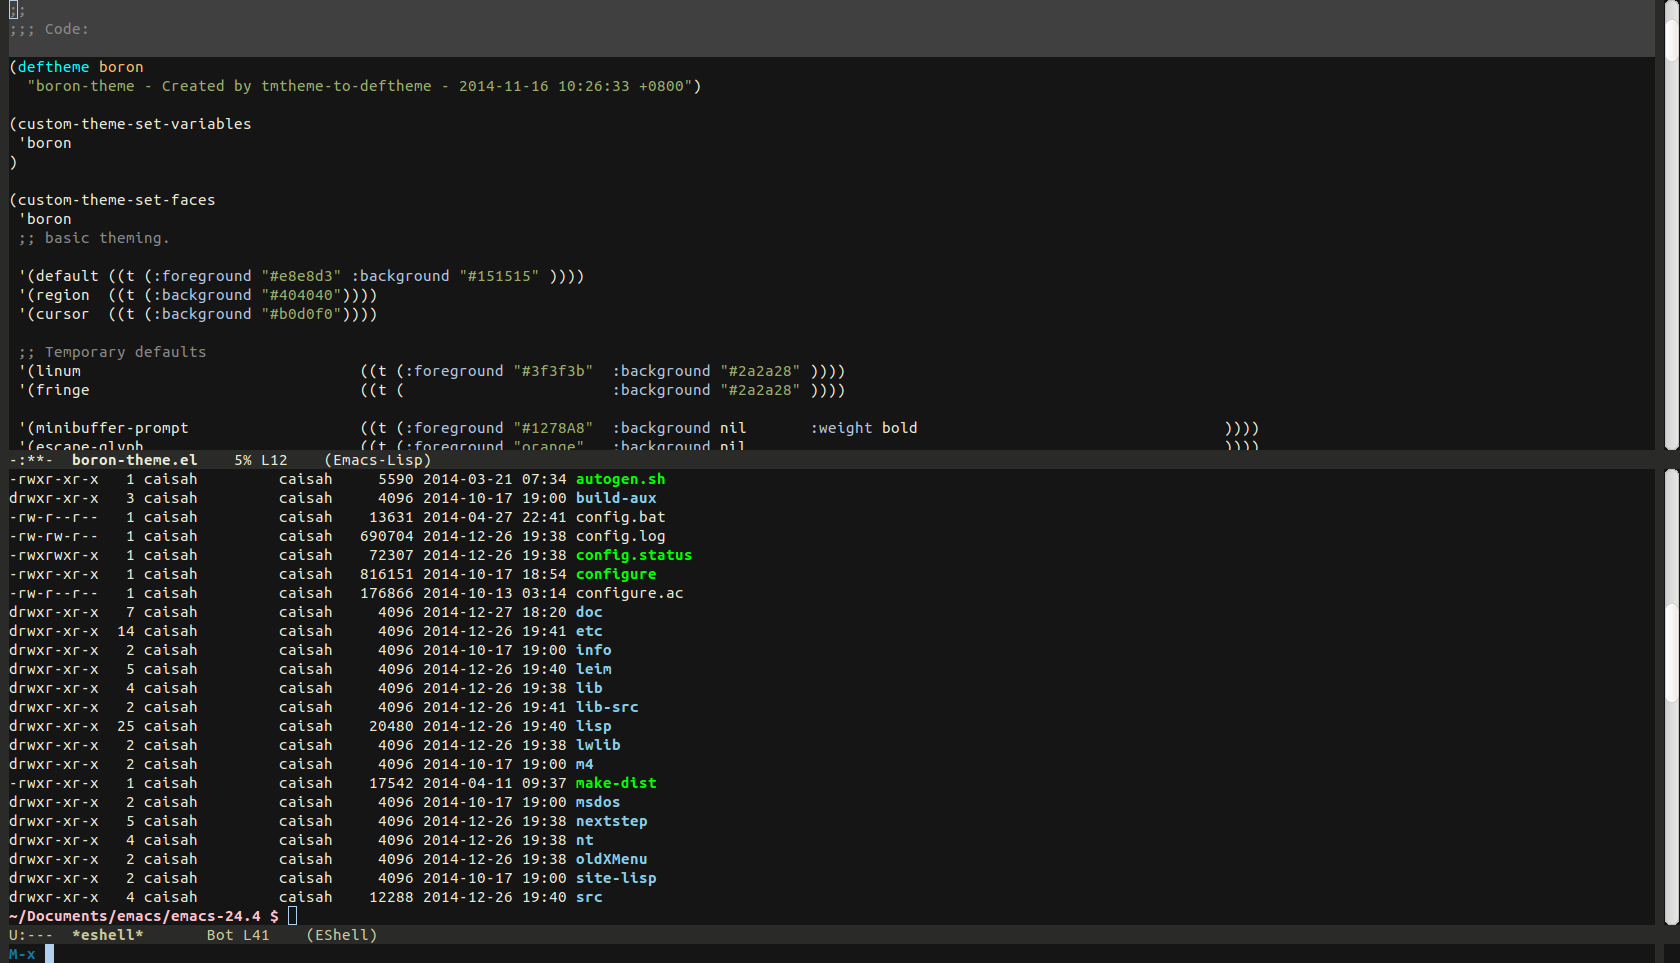 ;;
;;; Code:
(deftheme boron
  "boron-theme - Created by tmtheme-to-deftheme - 2014-11-16 10:26:33 +0800")
(custom-theme-set-variables
 'boron
)
(custom-theme-set-faces
 'boron
 ;; basic theming.
 '(default ((t (:foreground "#e8e8d3" :background "#151515" ))))
 '(region  ((t (:background "#404040"))))
 '(cursor  ((t (:background "#b0d0f0"))))
 ;; Temporary defaults
 '(linum                               ((t (:foreground "#3f3f3b"  :background "#2a2a28" ))))
 '(fringe                              ((t (                       :background "#2a2a28" ))))
 '(minibuffer-prompt                   ((t (:foreground "#1278A8"  :background nil       :weight bold                                  ))))
 '(escape-glyph                        ((t (:foreground "orange"   :background nil                                                     ))))
-:**-  boron-theme.el    5% L12    (Emacs-Lisp)
-rwxr-xr-x   1 caisah         caisah     5590 2014-03-21 07:34 autogen.sh
drwxr-xr-x   3 caisah         caisah     4096 2014-10-17 19:00 build-aux
-rw-r--r--   1 caisah         caisah    13631 2014-04-27 22:41 config.bat
-rw-rw-r--   1 caisah         caisah   690704 2014-12-26 19:38 config.log
-rwxrwxr-x   1 caisah         caisah    72307 2014-12-26 19:38 config.status
-rwxr-xr-x   1 caisah         caisah   816151 2014-10-17 18:54 configure
-rw-r--r--   1 caisah         caisah   176866 2014-10-13 03:14 configure.ac
drwxr-xr-x   7 caisah         caisah     4096 2014-12-27 18:20 doc
drwxr-xr-x  14 caisah         caisah     4096 2014-12-26 19:41 etc
drwxr-xr-x   2 caisah         caisah     4096 2014-10-17 19:00 info
drwxr-xr-x   5 caisah         caisah     4096 2014-12-26 19:40 leim
drwxr-xr-x   4 caisah         caisah     4096 2014-12-26 19:38 lib
drwxr-xr-x   2 caisah         caisah     4096 2014-12-26 19:41 lib-src
drwxr-xr-x  25 caisah         caisah    20480 2014-12-26 19:40 lisp
drwxr-xr-x   2 caisah         caisah     4096 2014-12-26 19:38 lwlib
drwxr-xr-x   2 caisah         caisah     4096 2014-10-17 19:00 m4
-rwxr-xr-x   1 caisah         caisah    17542 2014-04-11 09:37 make-dist
drwxr-xr-x   2 caisah         caisah     4096 2014-10-17 19:00 msdos
drwxr-xr-x   5 caisah         caisah     4096 2014-12-26 19:38 nextstep
drwxr-xr-x   4 caisah         caisah     4096 2014-12-26 19:38 nt
drwxr-xr-x   2 caisah         caisah     4096 2014-12-26 19:38 oldXMenu
drwxr-xr-x   2 caisah         caisah     4096 2014-10-17 19:00 site-lisp
drwxr-xr-x   4 caisah         caisah    12288 2014-12-26 19:40 src
~/Documents/emacs/emacs-24.4 $
U:---  *eshell*       Bot L41    (EShell)
M-x